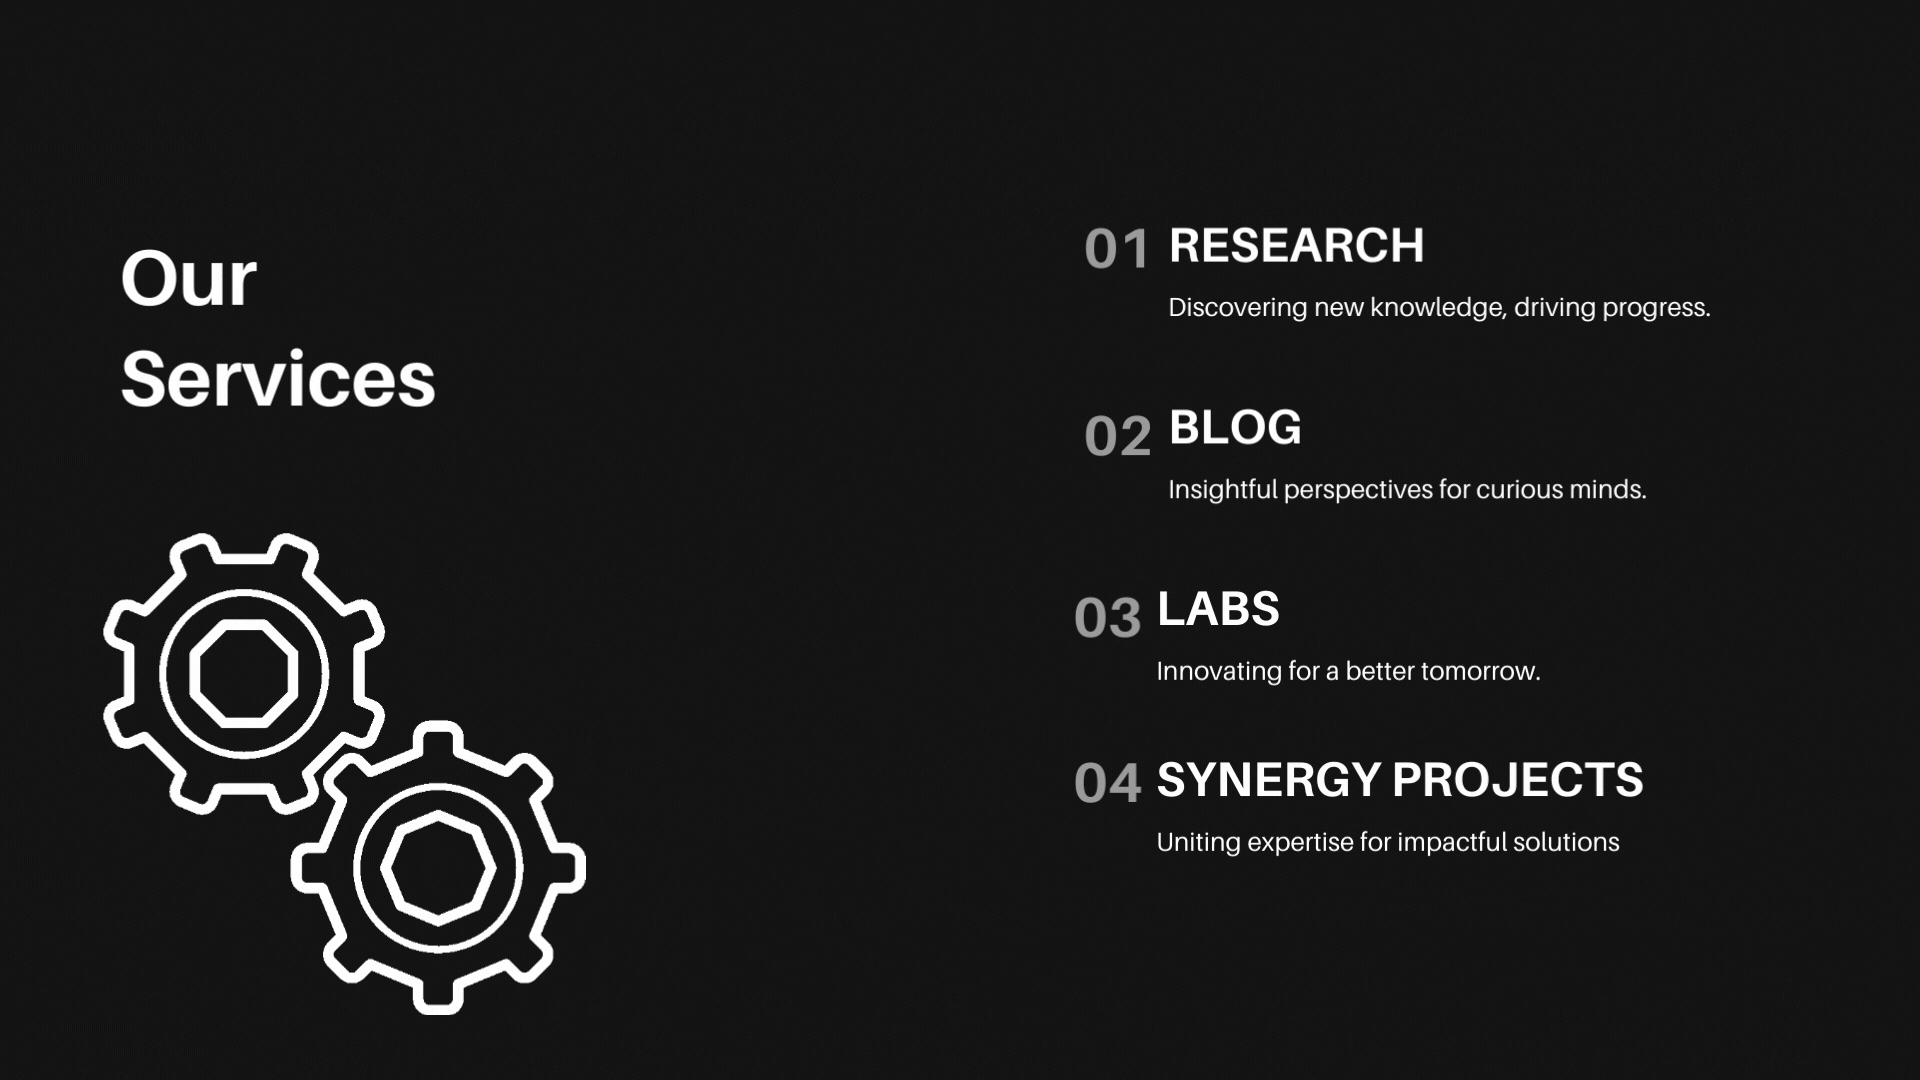 Our
Services
01 RESEARCH
Discovering new knowledge, driving progress.
02 BLOG
Insightful perspectives for curious minds.
03 LABS
Innovating for a better tomorrow.
04 SYNERGY PROJECTS
Uniting expertise for impactful solutions